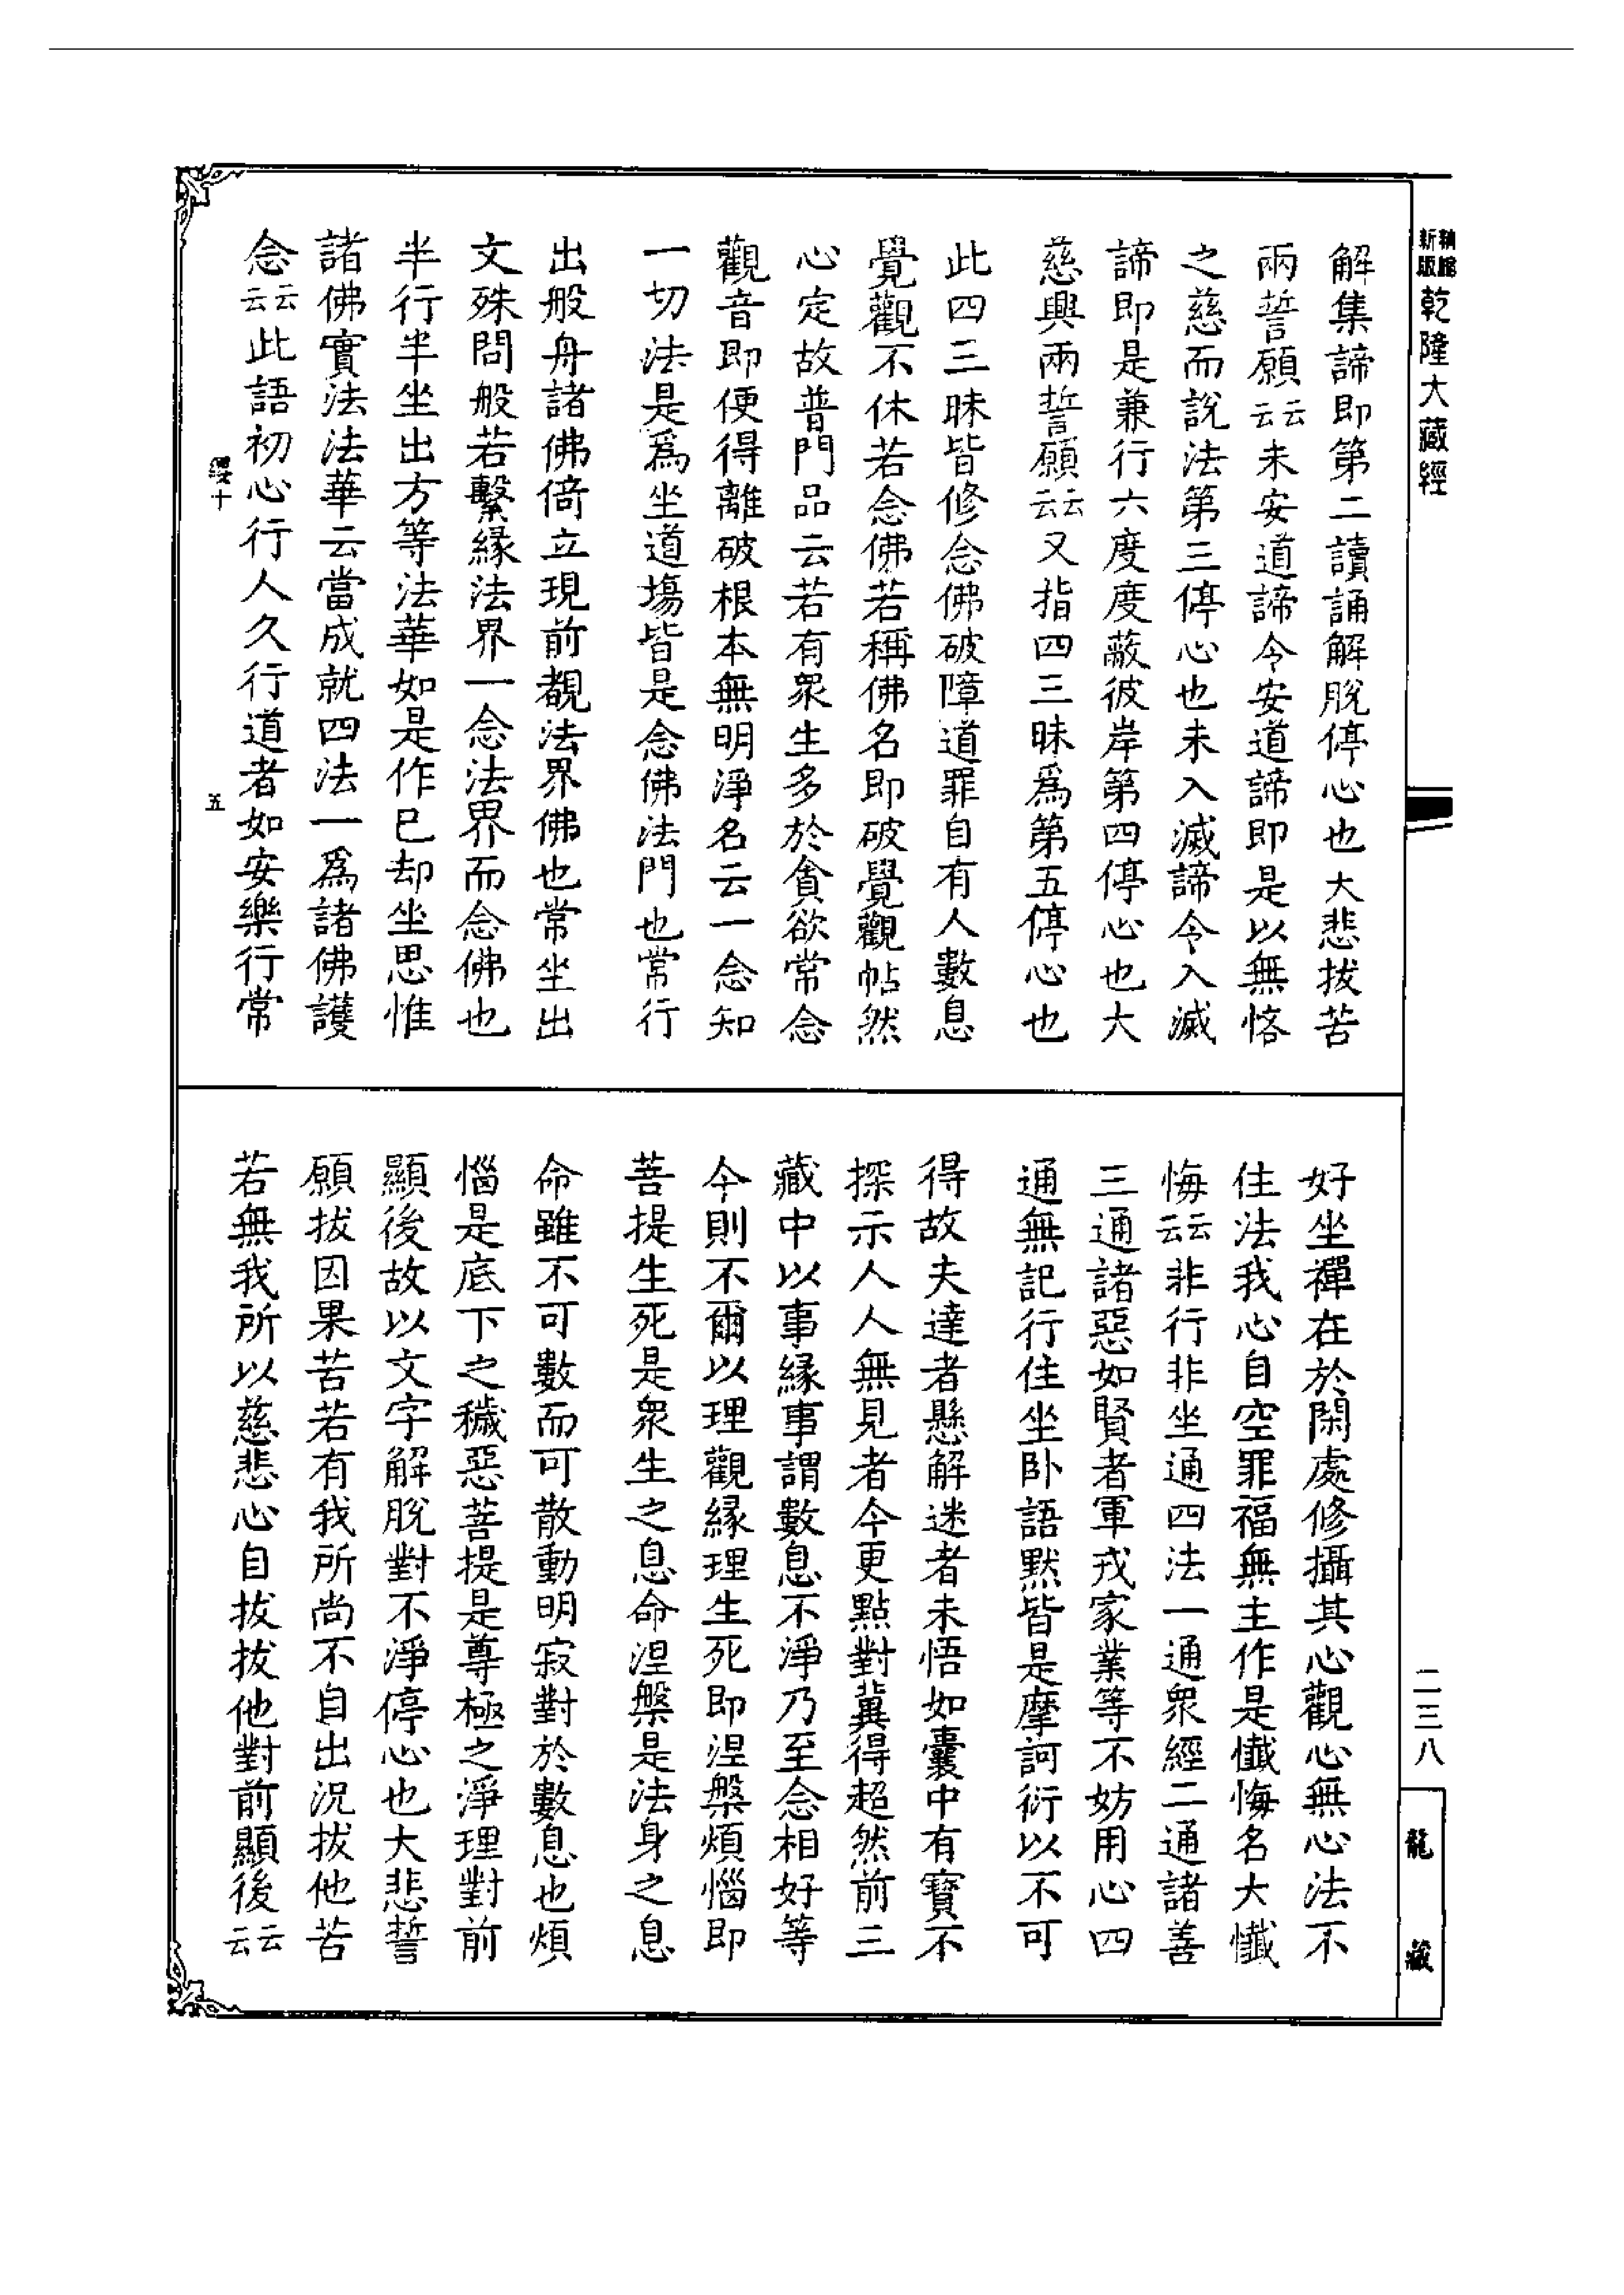 新版
乾隆大藏經
解集諦即第二讀誦解脫停心也大悲拔苦
兩誓願云云未安道諦令安道諦即是以無悋
之慈而說法第三停心也未入滅諦令入滅
諦即是兼行六度度蔽彼岸第四停心也大
慈興兩誓願云云又指四三昧為第五停心也
此四三昧皆修念佛破障道罪自有人數息
覺觀不休若念佛若稱佛名即破覺觀帖然
心定故普門品云若有眾生多於貪欲常念
觀音即便得離破根本無明淨名云一念知
一切法是為坐道場皆是念佛法門也常行
出般舟諸佛倚立現前覩法界佛也常坐出
文殊問般若繫緣法界一念法界而念佛也
半行半坐出方等法華如是作已却坐思惟
諸佛實法法華云當成就四法一為諸佛護
念云云此語初心行人久行道者如安樂行常
五
好坐禪在於閑處修攝其心觀心無心法不
住法我心自空罪福無主作是懺悔名大懺
悔云云非行非坐通四法一通眾經二通諸善
三通諸惡如賢者軍戎家業等不妨用心四
通無記行住坐卧語默皆是摩訶衍以不可
得故夫達者懸解迷者未悟如囊中有寶不
探示人人無見者今更點對冀得超然前三
藏中以事緣事謂數息不淨乃至念相好等
今則不爾以理觀緣理生死即涅槃煩惱即
菩提生死是眾生之息命涅槃是法身之息
命雖不可數而可散動明寂對於數息也煩
惱是底下之穢惡菩提是尊極之淨理對前
顯後故以文字解脫對不淨停心也大悲誓
願拔因果苦若有我所尚不自出況拔他苦
若無我所以慈悲心自拔拔他對前顯後云云
二三八
龍藏